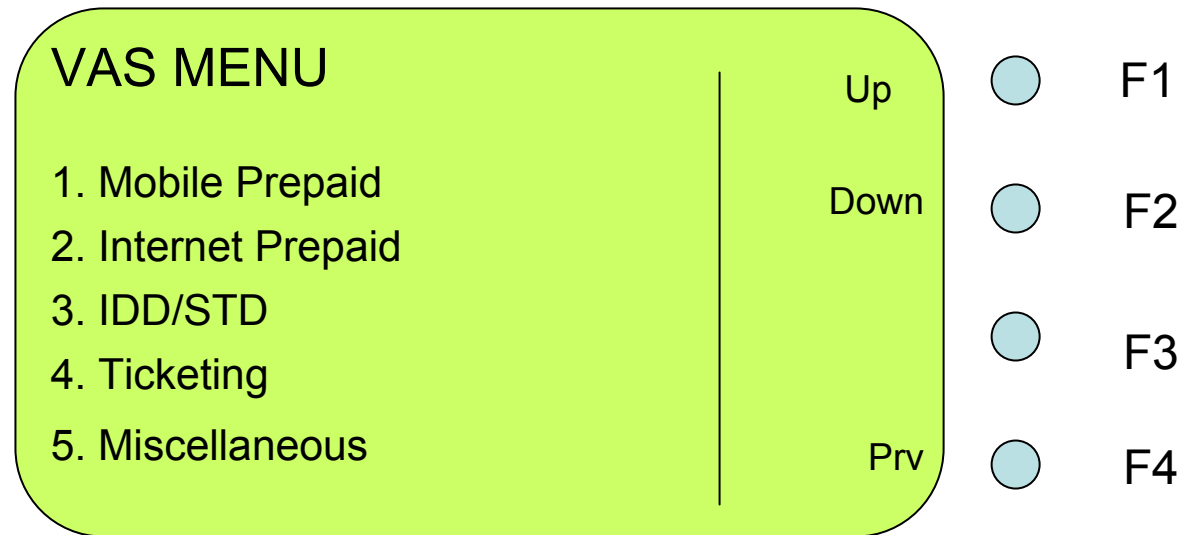 VAS MENU
1. Mobile Prepaid
2. Internet Prepaid
3. IDD/STD
4. Ticketing
5. Miscellaneous
Up
Down
Prv
F1
F2
F3
F4